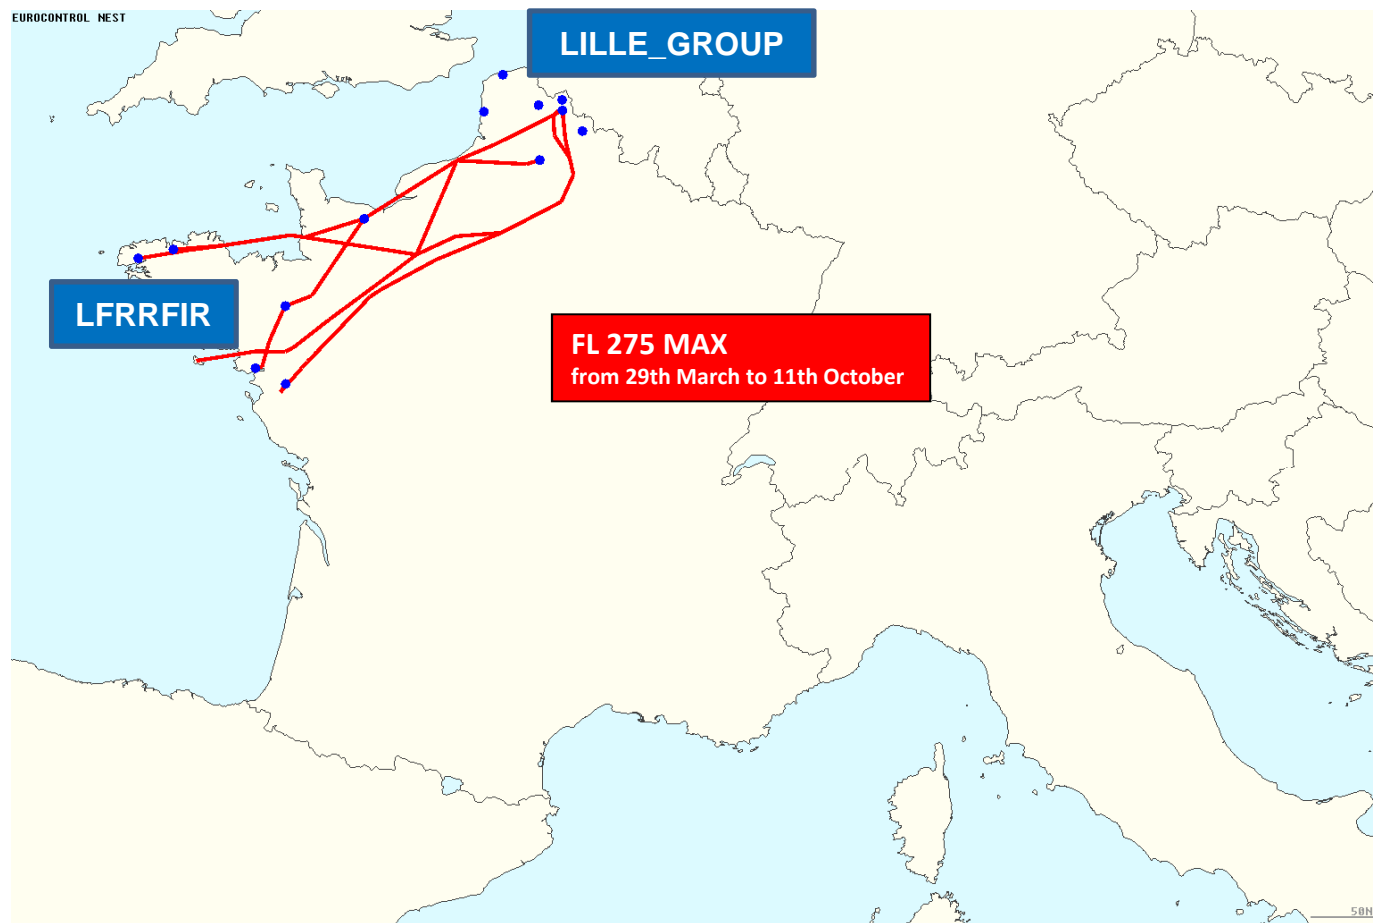 EUROCONTROL NEST
LILLE_GROUP
LFRRFIR
FL 275 MAX
from 29th March to 11th October
50N